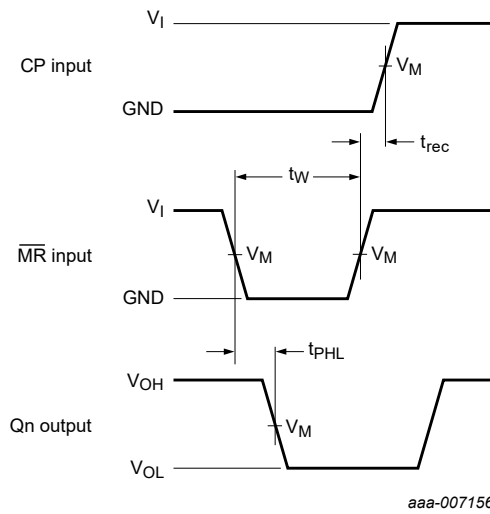 V_I
CP input
V_M
GND
t_rec
t_W
V_I
M̅R̅ input
V_M
V_M
GND
t_PHL
V_OH
Qn output
V_M
V_OL
aaa-007156